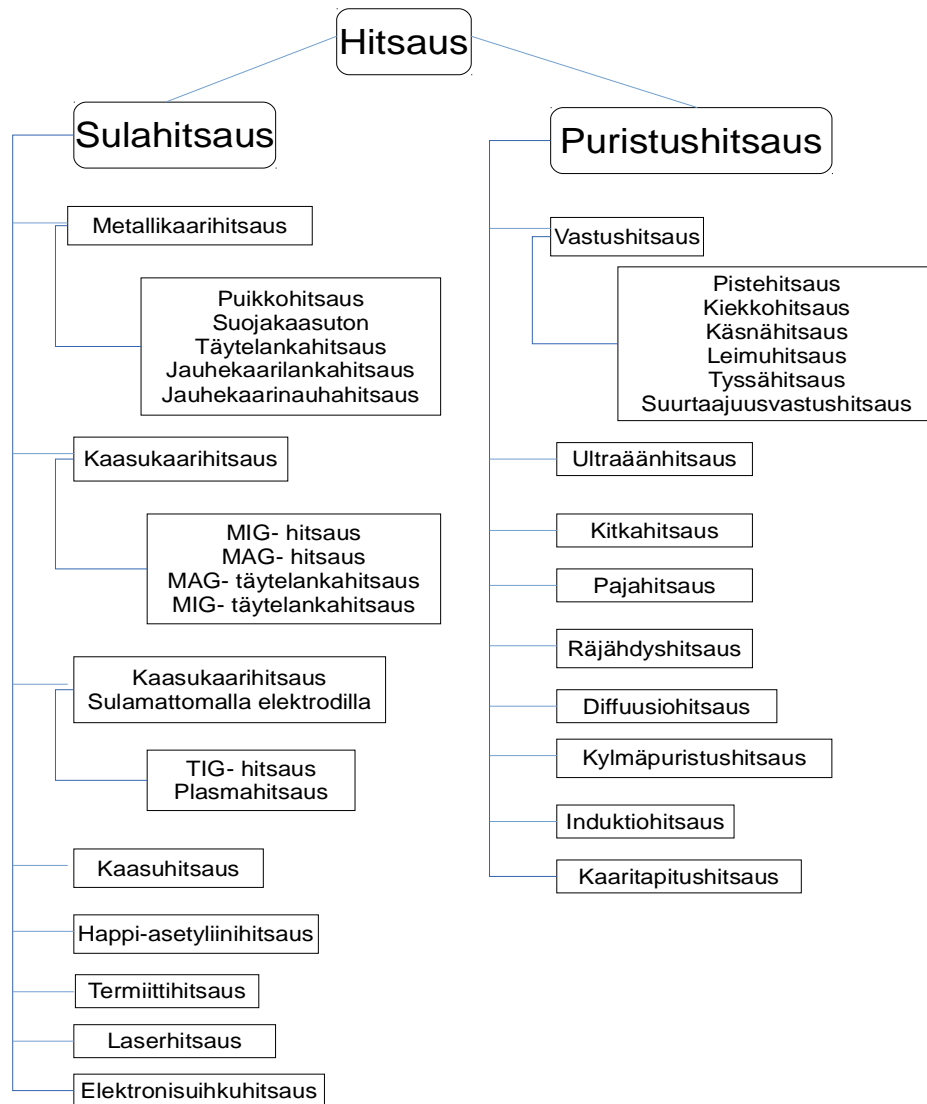 Hitsaus
Sulahitsaus
Metallikaarihitsaus
Puikkohitsaus
Suojakaasuton
Täytelankahitsaus
Jauhekaarilankahitsaus
Jauhekaarinauhahitsaus
Kaasukaarihitsaus
MIG- hitsaus
MAG- hitsaus
MAG- täytelankahitsaus
MIG- täytelankahitsaus
Kaasukaarihitsaus
Sulamattomalla elektrodilla
TIG- hitsaus
Plasmahitsaus
Kaasuhitsaus
Happi-asetyliinihitsaus
Termiittihitsaus
Laserhitsaus
Elektronisuihkuhitsaus
Puristushitsaus
Vastushitsaus
Pistehitsaus
Kiekkohitsaus
Käsnähitsaus
Leimuhitsaus
Tyssähitsaus
Suurtaajuusvastushitsaus
Ultraäänhitsaus
Kitkahitsaus
Pajahitsaus
Räjähdyshitsaus
Diffuusiohitsaus
Kylmäpuristushitsaus
Induktiohitsaus
Kaaritapitushitsaus